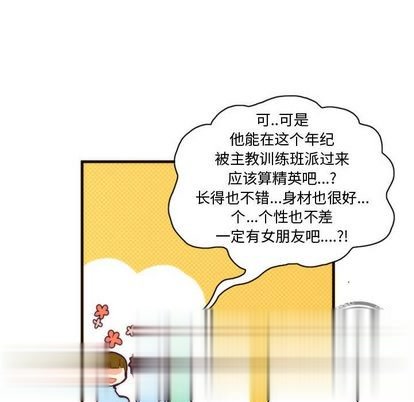 可..可是
他能在这个年纪
被主教训练班派过来
应该算精英吧...?
长得也不错...身材也很好...
个...个性也不差
一定有女朋友吧....?!